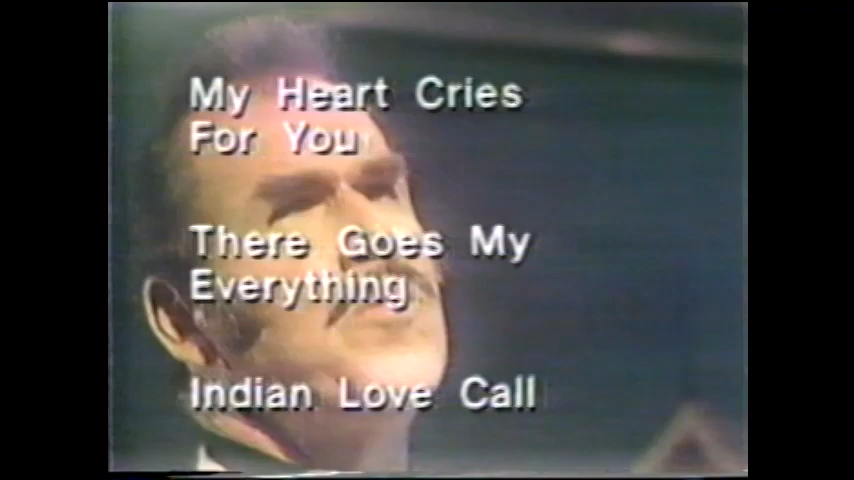 My Heart Cries
For You
There Goes My
Everything
Indian Love Call